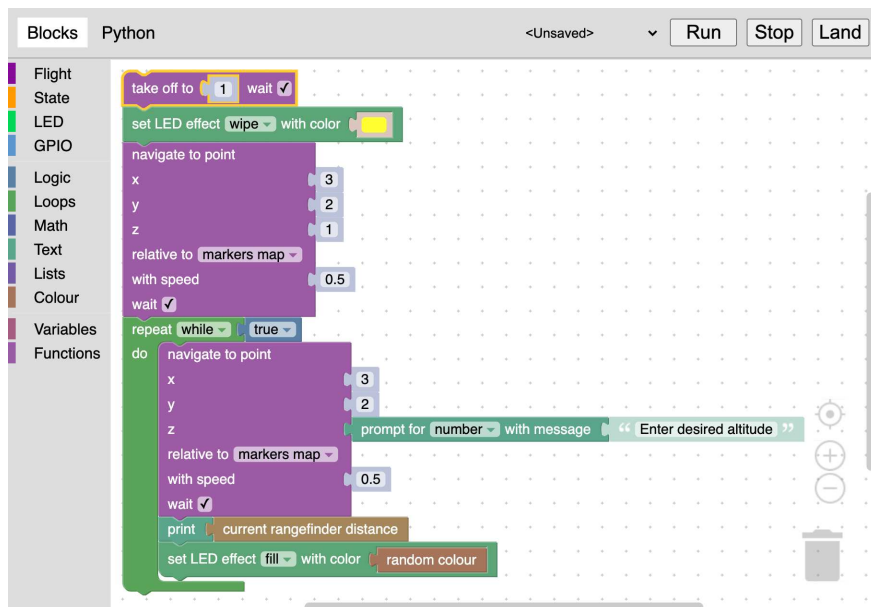 Blocks Python <Unsaved> Run Stop Land
Flight
State
LED
GPIO
Logic
Loops
Math
Text
Lists
Colour
Variables
Functions
take off to 1 wait ✓
set LED effect wipe with color
navigate to point
x 3
y 2
z 1
relative to markers map
with speed 0.5
wait ✓
repeat while true
do navigate to point
x 3
y 2
z prompt for number with message “ Enter desired altitude ”
relative to markers map
with speed 0.5
wait ✓
print current rangefinder distance
set LED effect fill with color random colour